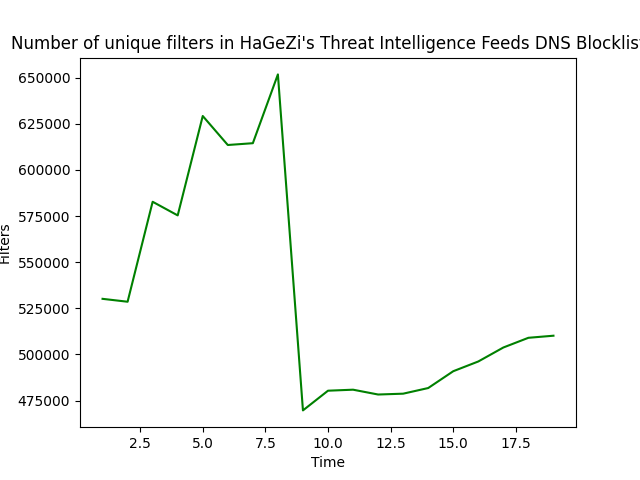 Number of unique filters in HaGeZi's Threat Intelligence Feeds DNS Blocklis
650000
625000
600000
575000
550000
525000
500000
475000
Filters
2.5 5.0 7.5 10.0 12.5 15.0 17.5
Time